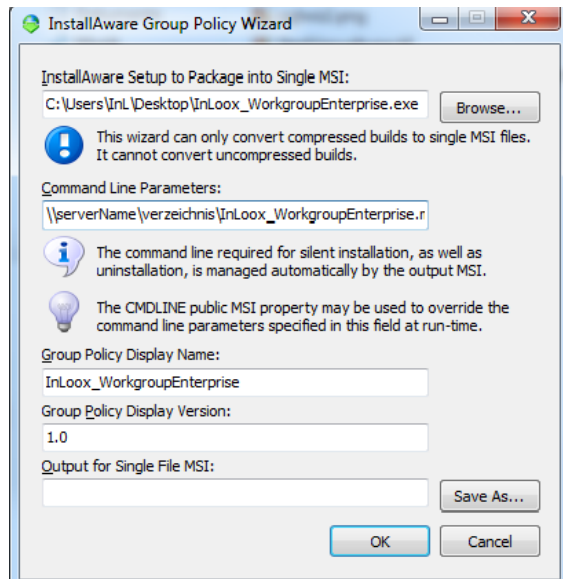 InstallAware Group Policy Wizard
InstallAware Setup to Package into Single MSI:
C:\Users\InL\Desktop\InLoox_WorkgroupEnterprise.exe
Browse...
This wizard can only convert compressed builds to single MSI files.
It cannot convert uncompressed builds.
Command Line Parameters:
\\serverName\verzeichnis\InLoox_WorkgroupEnterprise.r
The command line required for silent installation, as well as
uninstallation, is managed automatically by the output MSI.
The CMDLINE public MSI property may be used to override the
command line parameters specified in this field at run-time.
Group Policy Display Name:
InLoox_WorkgroupEnterprise
Group Policy Display Version:
1.0
Output for Single File MSI:
Save As...
OK
Cancel